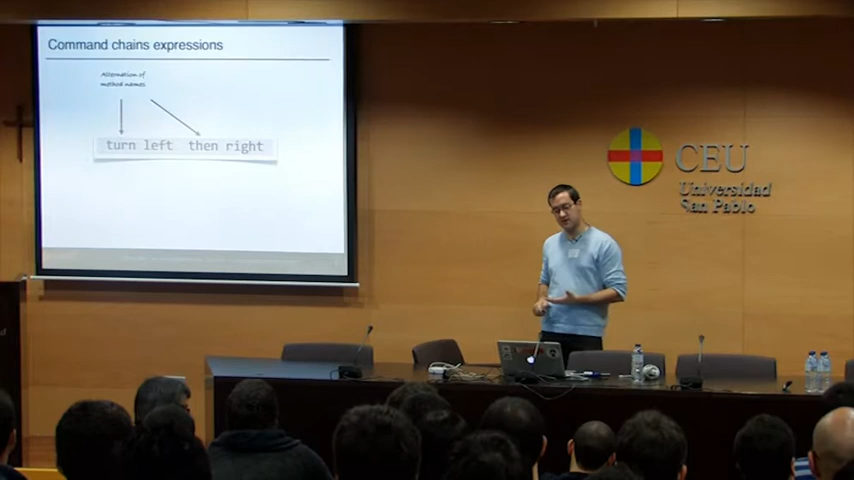 Command chains expressions
Alternation of
method names
turn left then right
CEU
Universidad
San Pablo